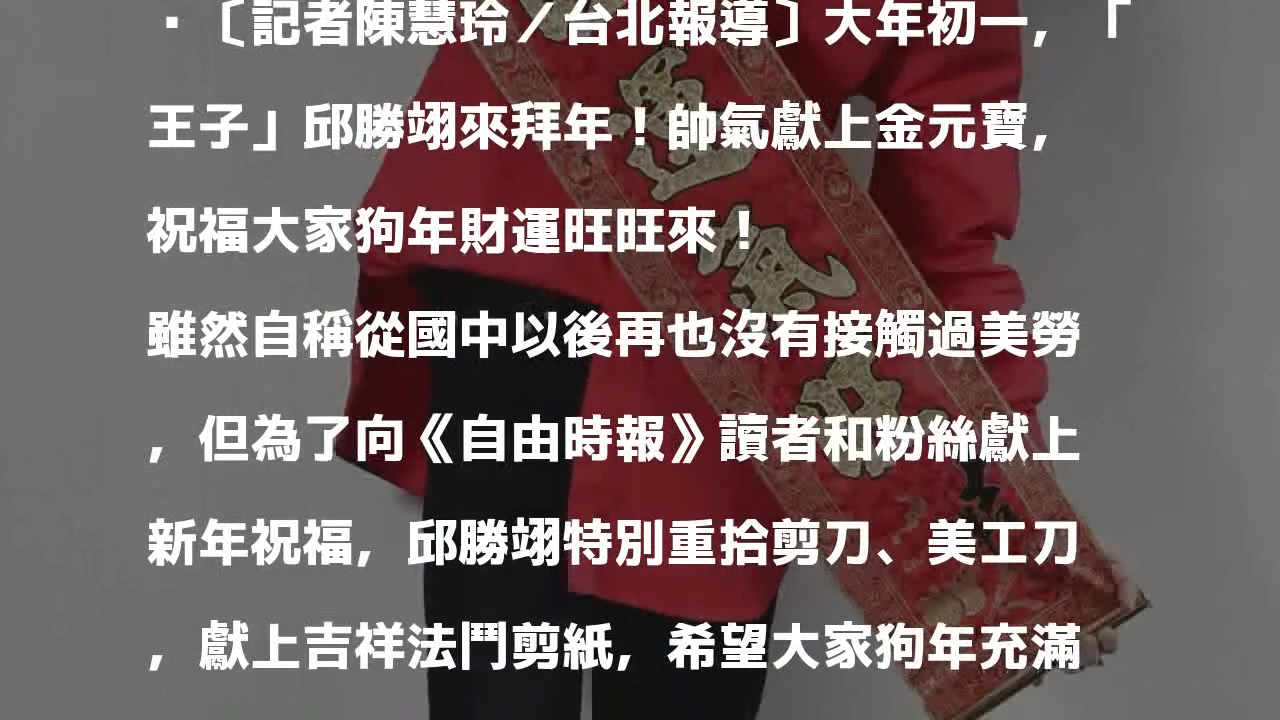 ·〔記者陳慧玲／台北報導〕大年初一，「
王子」邱勝翊來拜年！帥氣獻上金元寶，
祝福大家狗年財運旺旺來！
雖然自稱從國中以後再也沒有接觸過美勞
，但為了向《自由時報》讀者和粉絲獻上
新年祝福，邱勝翊特別重拾剪刀、美工刀
，獻上吉祥法鬥剪紙，希望大家狗年充滿